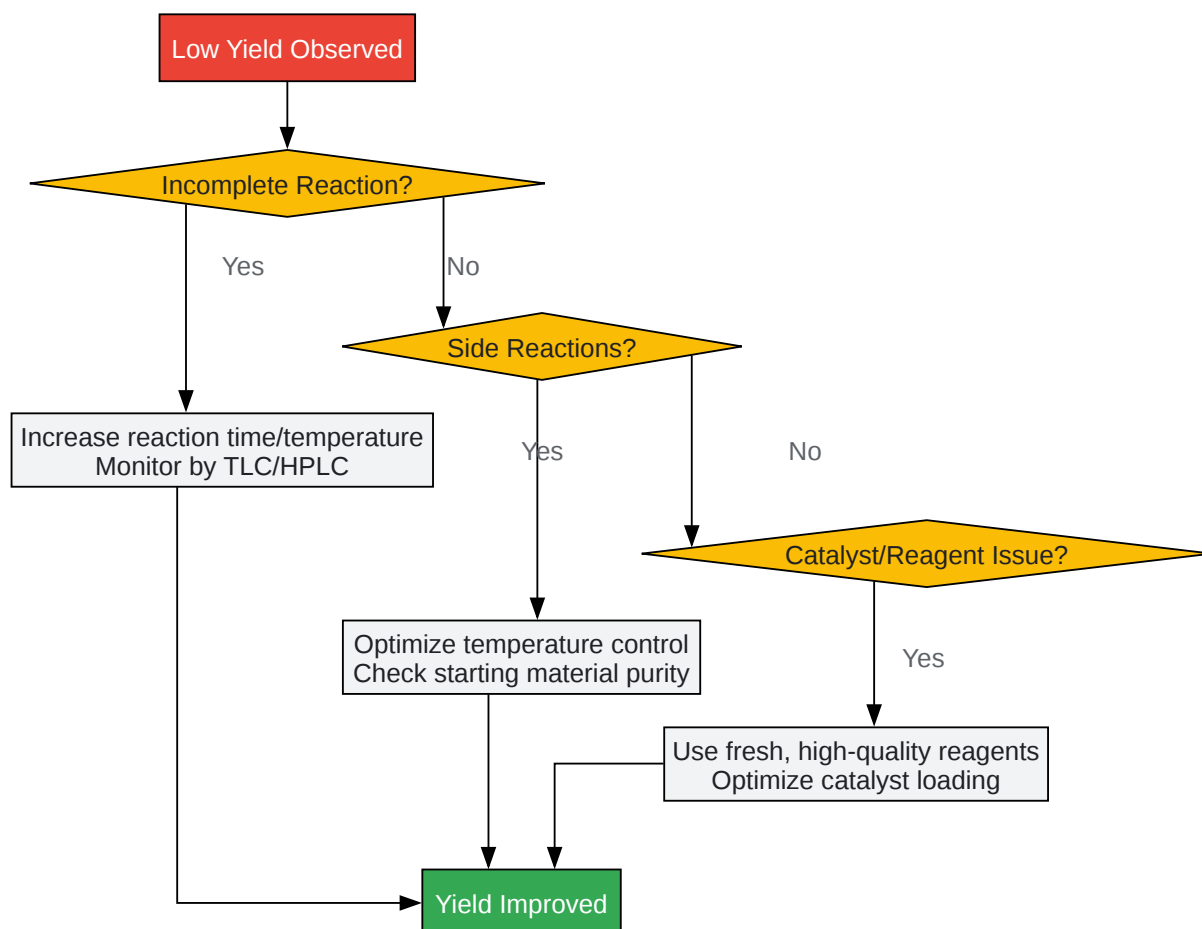 Low Yield Observed
Incomplete Reaction?
Yes
No
Side Reactions?
Increase reaction time/temperature
Monitor by TLC/HPLC
Yes
No
Catalyst/Reagent Issue?
Optimize temperature control
Check starting material purity
Yes
Use fresh, high-quality reagents
Optimize catalyst loading
Yield Improved